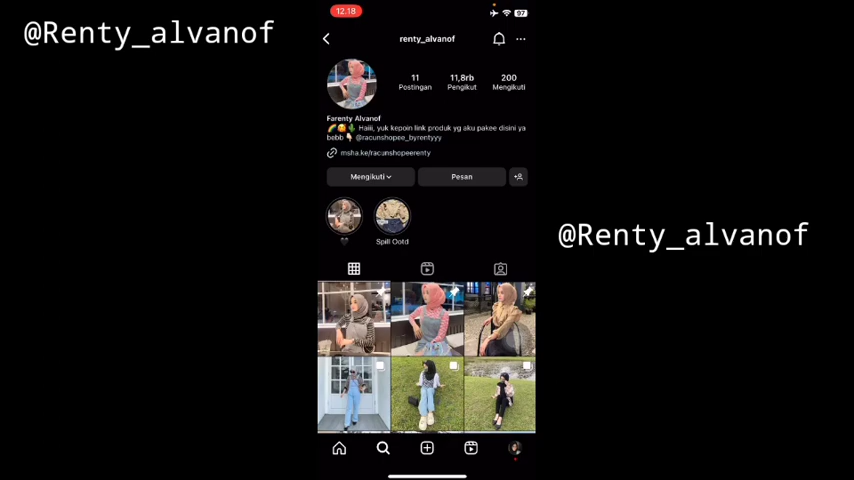 @Renty_alvanof
12.18
97
renty_alvanof
11
11,8rb
200
Postingan
Pengikut
Mengikuti
Farenty Alvanof
Haiii, yuk kepoin link produk yg aku pakee disini ya
bebb 👇🏻 @racunshopee_byrentyyy
msha.ke/racunshopeerenty
Mengikuti
Pesan
Spill Ootd
@Renty_alvanof